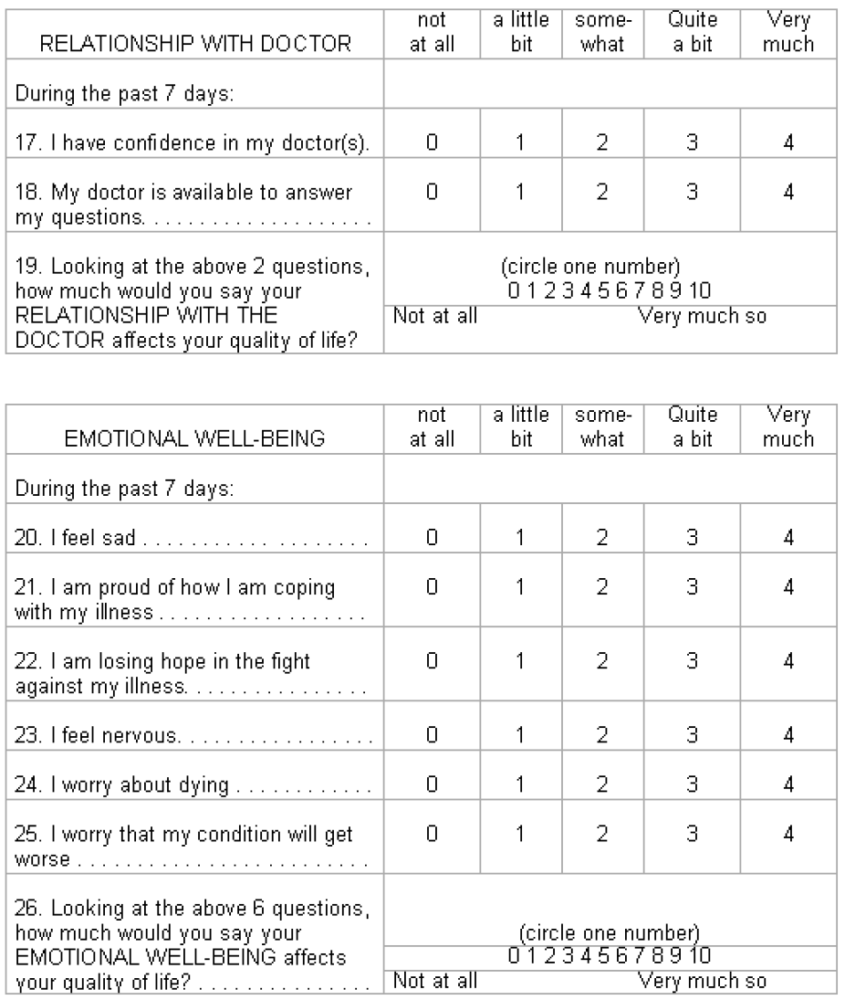 RELATIONSHIP WITH DOCTOR not at all a little bit some-what Quite a bit Very much
During the past 7 days:
17. I have confidence in my doctor(s). 0 1 2 3 4
18. My doctor is available to answer 0 1 2 3 4
my questions. . . . . . . . . . . . . . . . . . . .
19. Looking at the above 2 questions, (circle one number)
how much would you say your 0 1 2 3 4 5 6 7 8 9 10
RELATIONSHIP WITH THE Not at all Very much so
DOCTOR affects your quality of life?
EMOTIONAL WELL-BEING not at all a little bit some-what Quite a bit Very much
During the past 7 days:
20. I feel sad . . . . . . . . . . . . . . . . . . .
0 1 2 3 4
21. I am proud of how I am coping 0 1 2 3 4
with my illness . . . . . . . . . . . . . . . . . .
22. I am losing hope in the fight 0 1 2 3 4
against my illness. . . . . . . . . . . . . . . .
23. I feel nervous. . . . . . . . . . . . . . . . . 0 1 2 3 4
24. I worry about dying . . . . . . . . . . . . 0 1 2 3 4
25. I worry that my condition will get 0 1 2 3 4
worse . . . . . . . . . . . . . . . . . . . . . . . . .
26. Looking at the above 6 questions,
how much would you say your (circle one number)
EMOTIONAL WELL-BEING affects 0 1 2 3 4 5 6 7 8 9 10
your quality of life? . . . . . . . . . . . . . . . Not at all Very much so